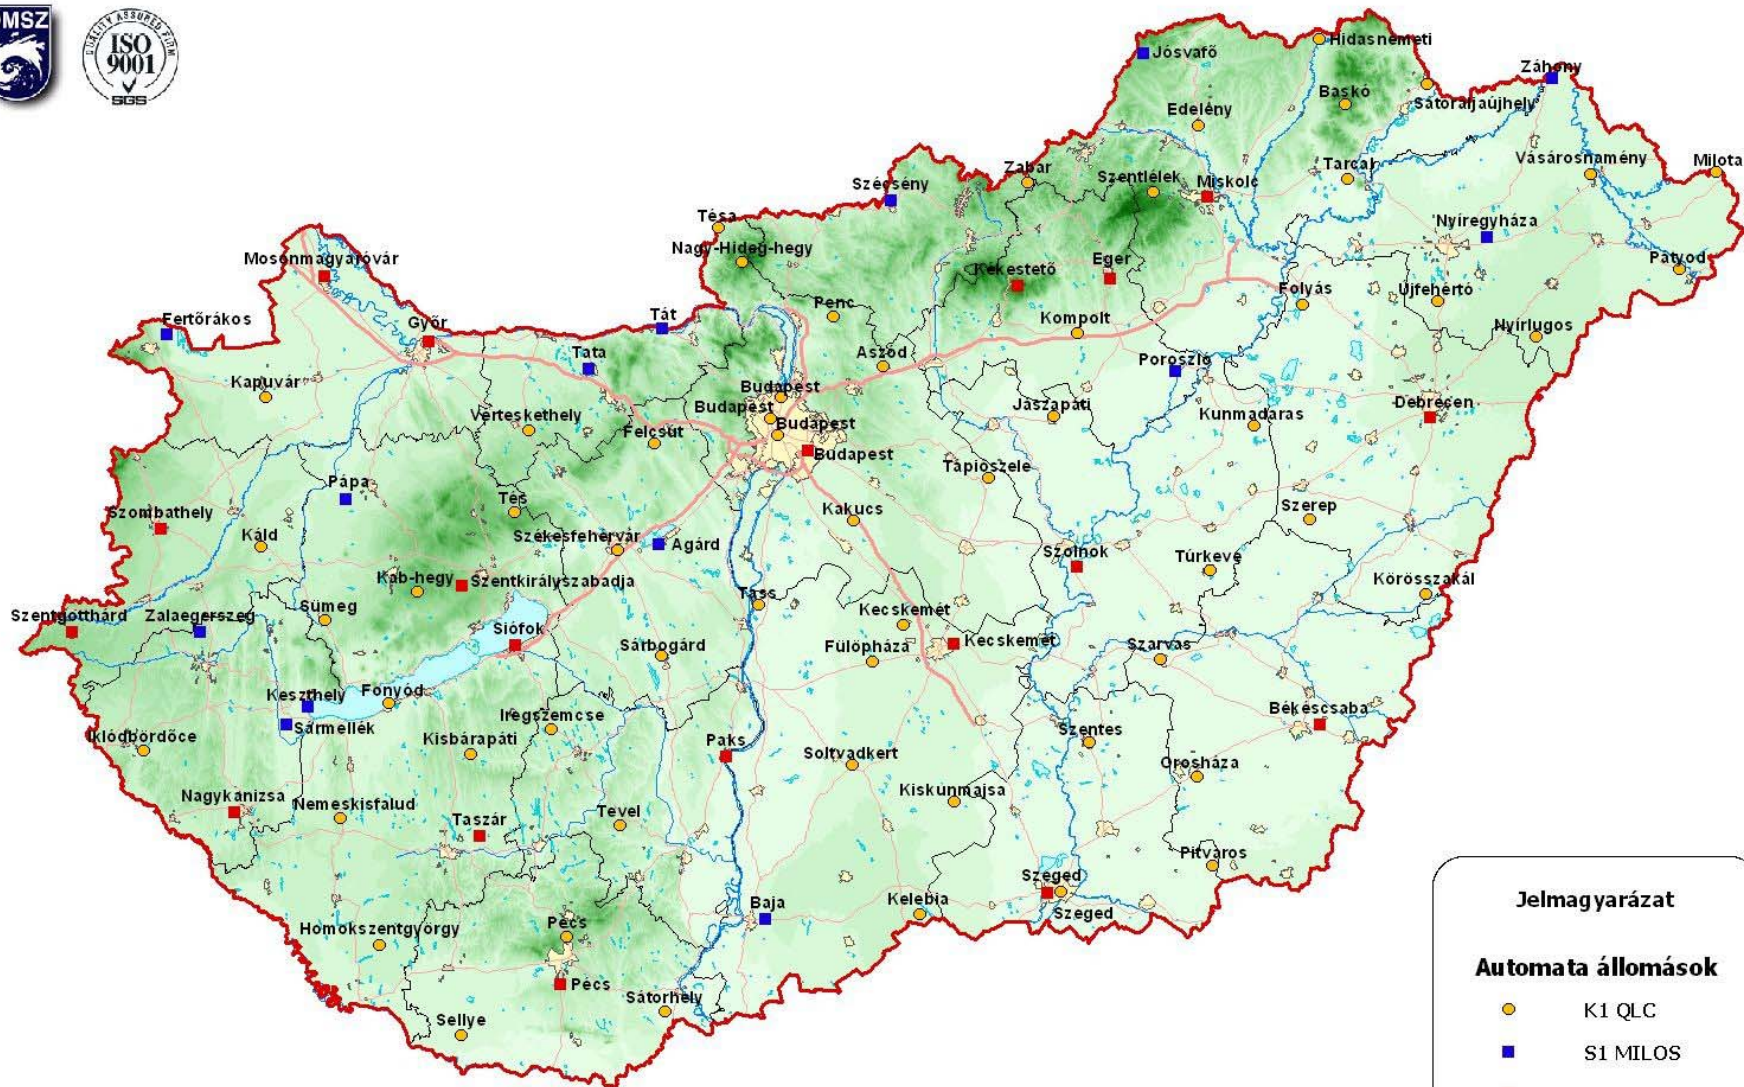 OMSZ
QUALITY ASSURED FIRM
ISO
9001
SGS
Jósvafő
Hidasnémeti
Záhony
Baskó
Sátoraljaújhely
Edelény
Zabar
Szentlélek
Miskolc
Tarcal
Vásárosnamény
Milota
Szécsény
Tésa
Nyíregyháza
Nagy-Hideg-hegy
Mosonmagyaróvár
Kékestető
Eger
Pátyod
Folyás
Újfehértó
Penc
Kompolt
Nyírlugos
Fertőrákos
Győr
Tát
Tata
Aszód
Poroszló
Kapuvár
Budapest
Budapest
Budapest
Budapest
Vérteskethely
Felcsút
Jászapáti
Kunmadaras
Debrecen
Tápiószele
Pápa
Tés
Szombathely
Káld
Kakucs
Szerep
Székesfehérvár
Agárd
Szolnok
Túrkeve
Körösszakál
Kab-hegy
Szentkirályszabadja
Szentgotthárd
Zalaegerszeg
Sümeg
Tass
Kecskemét
Siófok
Sárbogárd
Fülöpháza
Kecskemét
Szarvas
Keszthely
Fonyód
Sármellék
Iregszemcse
Békéscsaba
Iklódbördőce
Kisbárapáti
Paks
Soltvadkert
Szentes
Orosháza
Nagykanizsa
Nemeskisfalud
Kiskunmajsa
Taszár
Tevel
Pitvaros
Szeged
Baja
Kelebia
Szeged
Homokszentgyörgy
Pécs
Pécs
Sátorhely
Sellye
Jelmagyarázat
Automata állomások
K1 QLC
S1 MILOS